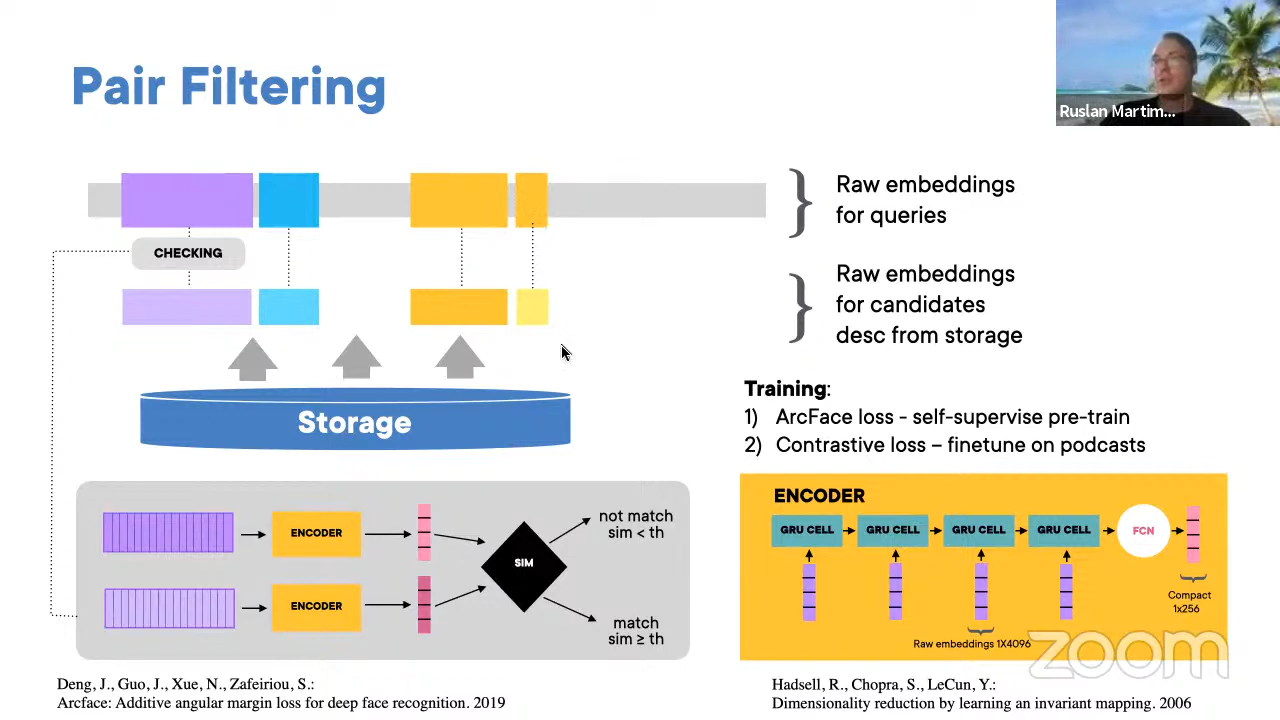 Pair Filtering
Ruslan Martim...
Raw embeddings
for queries
CHECKING
Raw embeddings
for candidates
desc from storage
Storage
Training:
1) ArcFace loss - self-supervise pre-train
2) Contrastive loss – finetune on podcasts
ENCODER
ENCODER
SIM
not match
sim < th
match
sim ≥ th
ENCODER
GRU CELL
GRU CELL
GRU CELL
GRU CELL
FCN
Compact
1x256
Raw embeddings 1X4096
zoom
Deng, J., Guo, J., Xue, N., Zafeiriou, S.:
Arcface: Additive angular margin loss for deep face recognition. 2019
Hadsell, R., Chopra, S., LeCun, Y.:
Dimensionality reduction by learning an invariant mapping. 2006